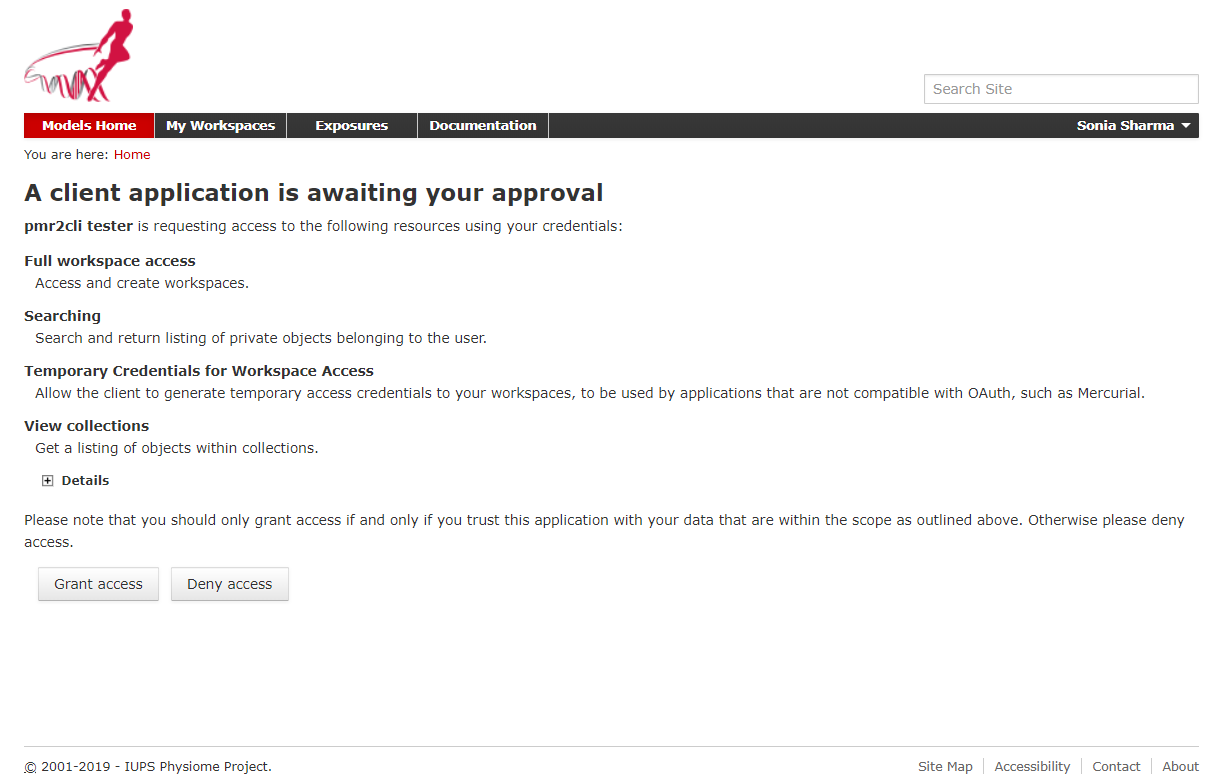 Search Site
Models Home My Workspaces Exposures Documentation Sonia Sharma
You are here: Home
A client application is awaiting your approval
pmr2cli tester is requesting access to the following resources using your credentials:
Full workspace access
Access and create workspaces.
Searching
Search and return listing of private objects belonging to the user.
Temporary Credentials for Workspace Access
Allow the client to generate temporary access credentials to your workspaces, to be used by applications that are not compatible with OAuth, such as Mercurial.
View collections
Get a listing of objects within collections.
Details
Please note that you should only grant access if and only if you trust this application with your data that are within the scope as outlined above. Otherwise please deny
access.
Grant access Deny access
© 2001-2019 - IUPS Physiome Project. Site Map Accessibility Contact About